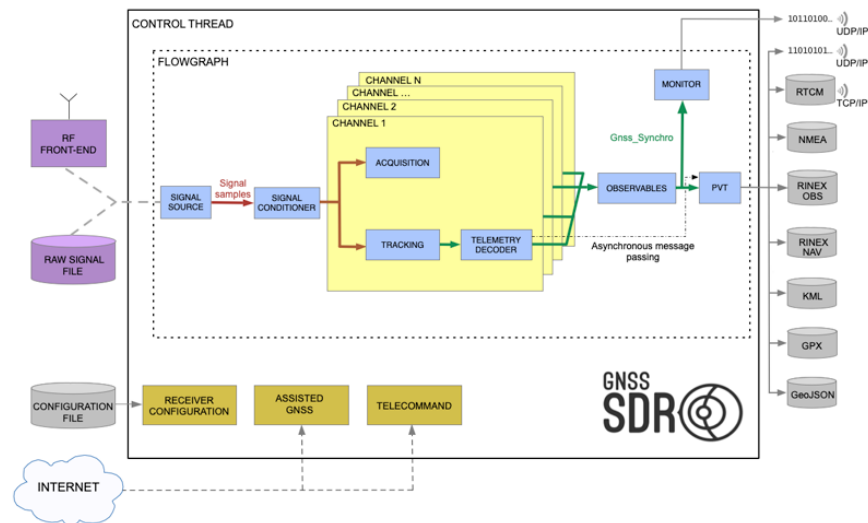 CONTROL THREAD
10110100..
UDP/IP
FLOWGRAPH
11010101..
UDP/IP
CHANNEL N
CHANNEL ...
CHANNEL 2
CHANNEL 1
MONITOR
RTCM
TCP/IP
RF
FRONT-END
Gnss_Synchro
NMEA
ACQUISITION
Signal
samples
SIGNAL
SOURCE
SIGNAL
CONDITIONER
OBSERVABLES
PVT
RINEX
OBS
TRACKING
TELEMETRY
DECODER
Asynchronous message
passing
RAW SIGNAL
FILE
RINEX
NAV
KML
GPX
GNSS
SDR
GeoJSON
CONFIGURATION
FILE
RECEIVER
CONFIGURATION
ASSISTED
GNSS
TELECOMMAND
INTERNET